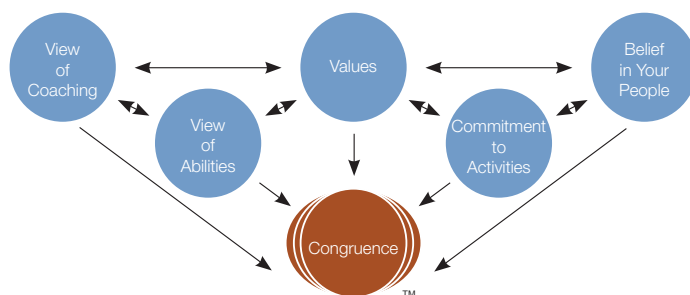 View
of
Coaching
Values
Belief
in Your
People
View
of
Abilities
Commitment
to
Activities
Congruence
TM